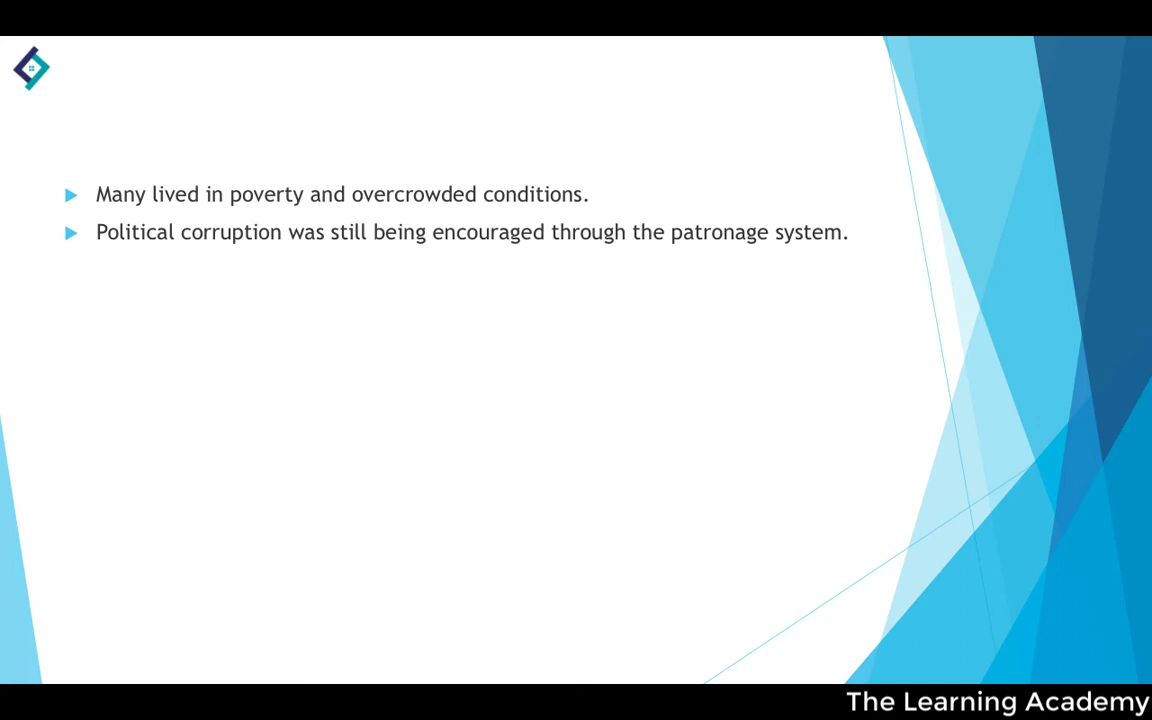 Many lived in poverty and overcrowded conditions.
Political corruption was still being encouraged through the patronage system.
The Learning Academy